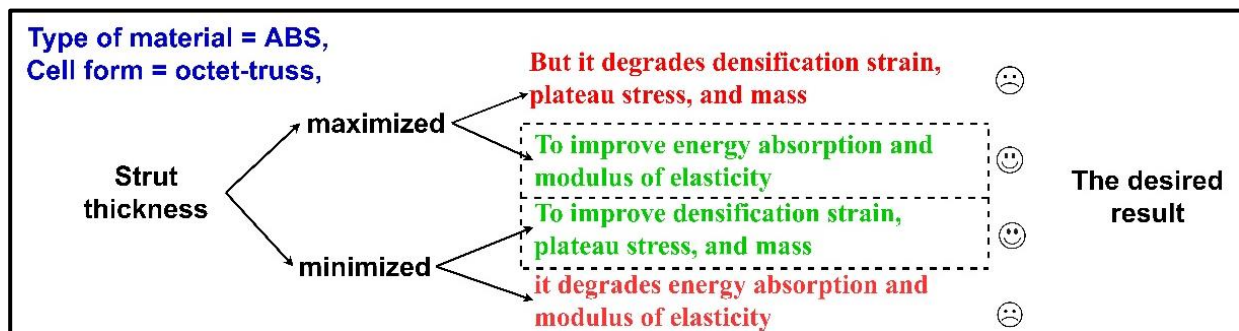 Type of material = ABS,
Cell form = octet-truss,
But it degrades densification strain,
plateau stress, and mass
maximized
To improve energy absorption and
modulus of elasticity
Strut
thickness
The desired
result
To improve densification strain,
plateau stress, and mass
minimized
it degrades energy absorption and
modulus of elasticity